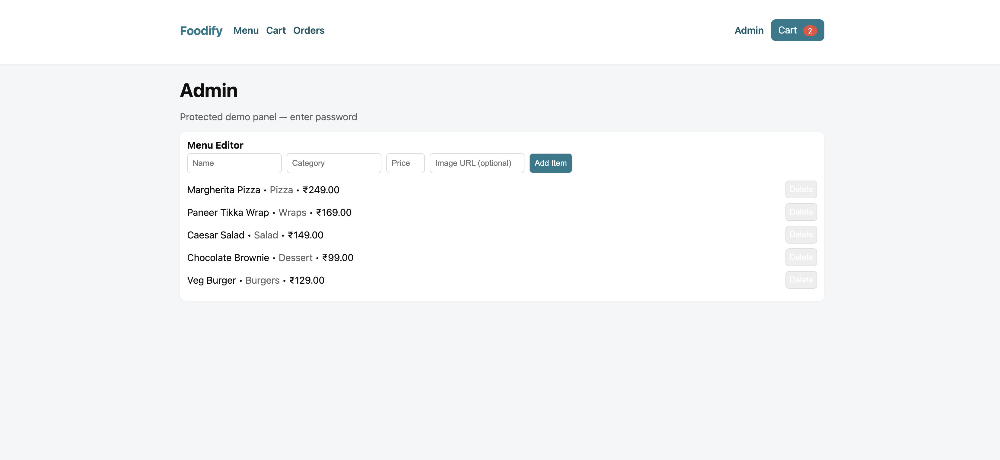 Foodify Menu Cart Orders Admin Cart 2
Admin
Protected demo panel — enter password
Menu Editor
Name Category Price Image URL (optional) Add Item
Margherita Pizza • Pizza • ₹249.00 Delete
Paneer Tikka Wrap • Wraps • ₹169.00 Delete
Caesar Salad • Salad • ₹149.00 Delete
Chocolate Brownie • Dessert • ₹99.00 Delete
Veg Burger • Burgers • ₹129.00 Delete